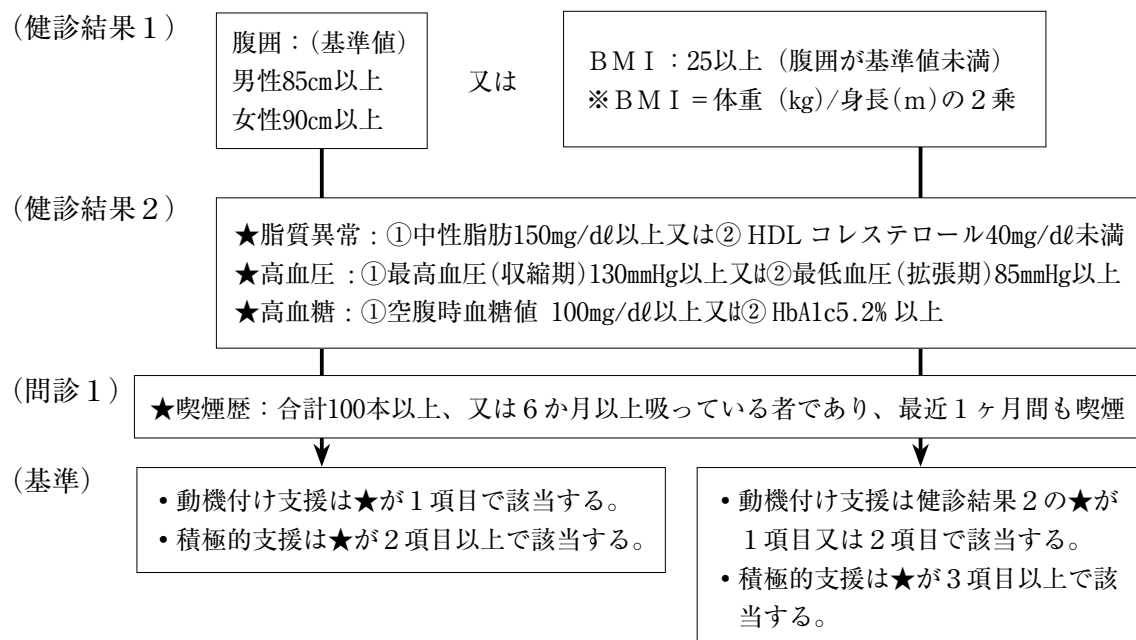 (健診結果１)
腹囲：(基準値)
男性85㎝以上
女性90㎝以上
又は
ＢＭＩ：25以上（腹囲が基準値未満）
※ＢＭＩ＝体重（kg)/身長(ｍ)の２乗
(健診結果２)
★脂質異常：①中性脂肪150mg/dℓ以上又は② HDL コレステロール40mg/dℓ未満
★高血圧：①最高血圧(収縮期)130mmHg以上又は②最低血圧(拡張期)85mmHg以上
★高血糖：①空腹時血糖値 100mg/dℓ以上又は② HbA1c5.2% 以上
(問診１)
★喫煙歴：合計100本以上、又は６か月以上吸っている者であり、最近１ヶ月間も喫煙
(基準)
・動機付け支援は★が１項目で該当する。
・積極的支援は★が２項目以上で該当する。
・動機付け支援は健診結果２の★が
１項目又は２項目で該当する。
・積極的支援は★が３項目以上で該
当する。